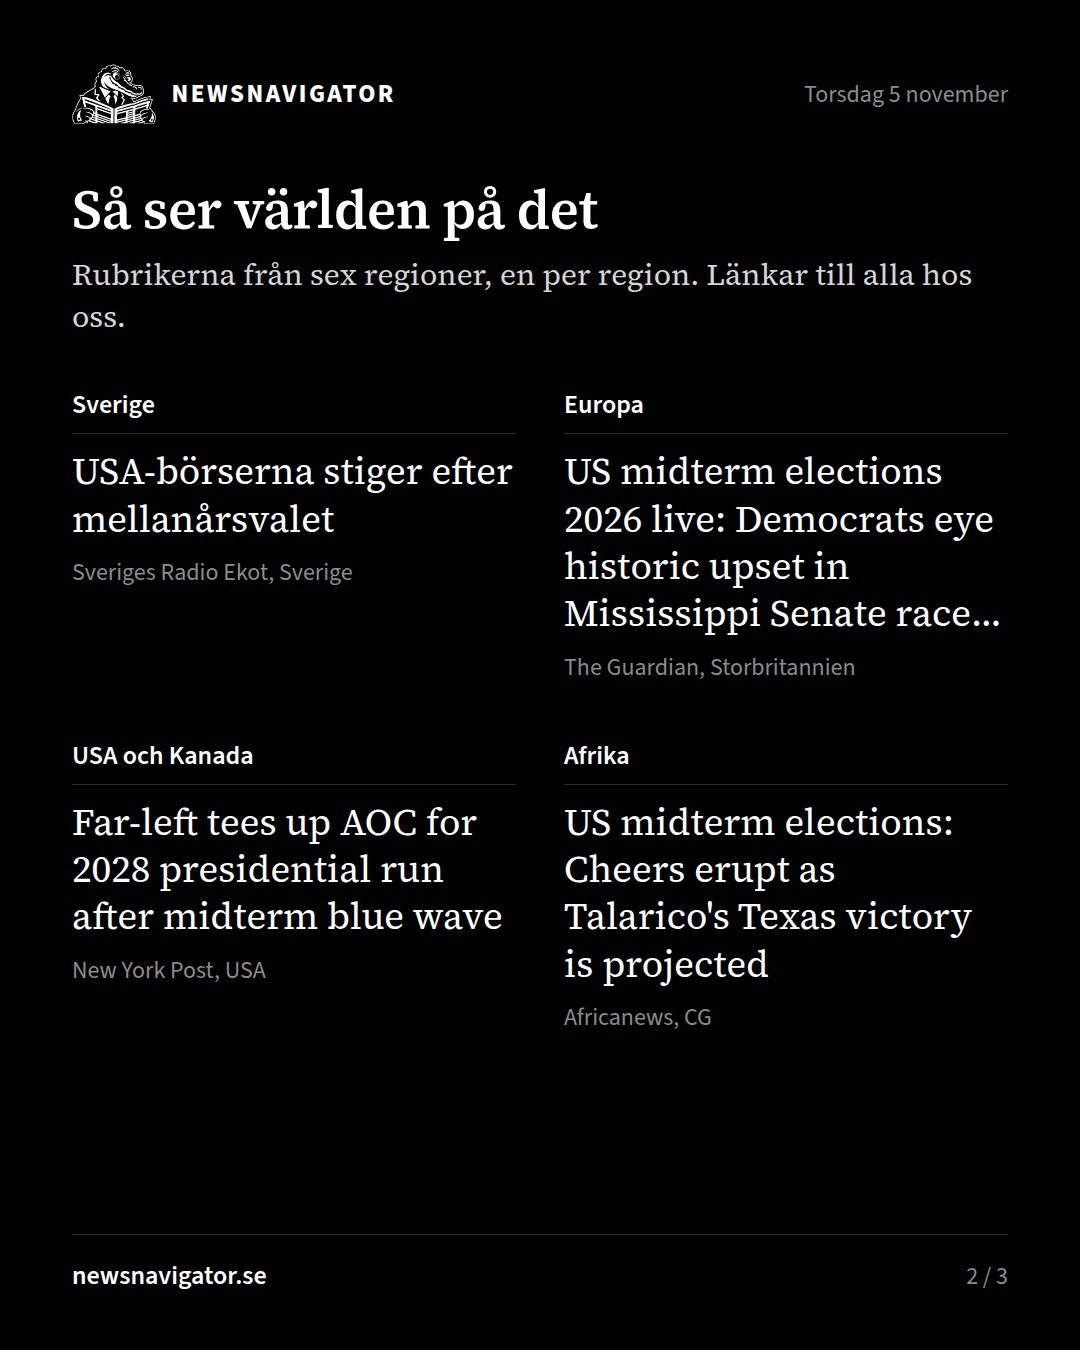 NEWSNAVIGATOR
Torsdag 5 november
Så ser världen på det
Rubrikerna från sex regioner, en per region. Länkar till alla hos
oss.
Sverige
USA-börserna stiger efter
mellanårsvalet
Sveriges Radio Ekot, Sverige
Europa
US midterm elections
2026 live: Democrats eye
historic upset in
Mississippi Senate race...
The Guardian, Storbritannien
USA och Kanada
Far-left tees up AOC for
2028 presidential run
after midterm blue wave
New York Post, USA
Afrika
US midterm elections:
Cheers erupt as
Talarico's Texas victory
is projected
Africanews, CG
newsnavigator.se
2 / 3